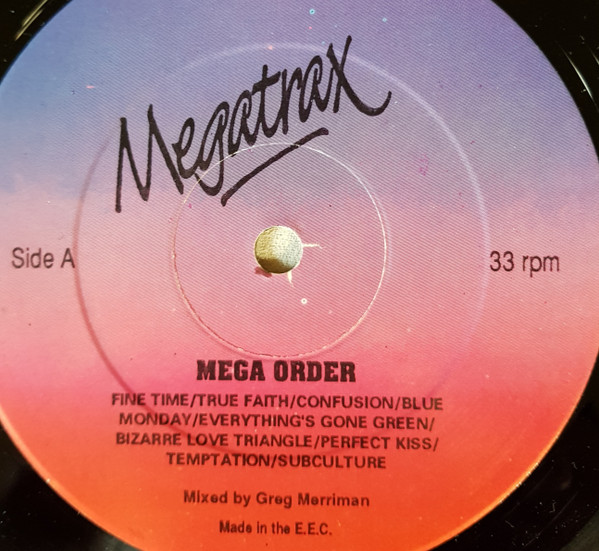 Megatrax
Side A
33 rpm
MEGA ORDER
FINE TIME/TRUE FAITH/CONFUSION/BLUE
MONDAY/EVERYTHING'S GONE GREEN/
BIZARRE LOVE TRIANGLE/PERFECT KISS/
TEMPTATION/SUBCULTURE
Mixed by Greg Merriman
Made in the E.E.C.